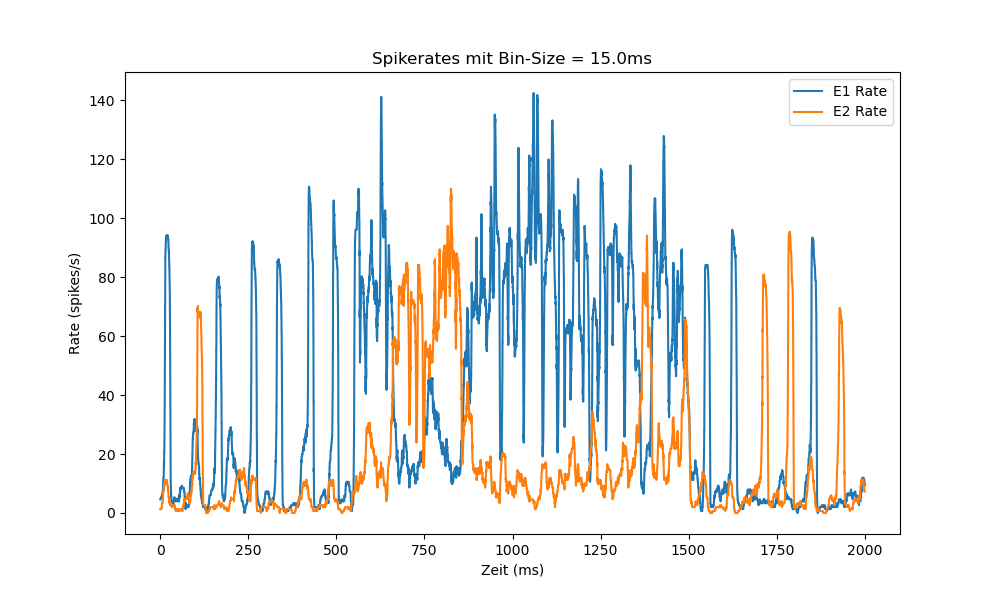 Spikerates mit Bin-Size = 15.0ms
E1 Rate
E2 Rate
Rate (spikes/s)
140
120
100
80
60
40
20
0
0 250 500 750 1000 1250 1500 1750 2000
Zeit (ms)